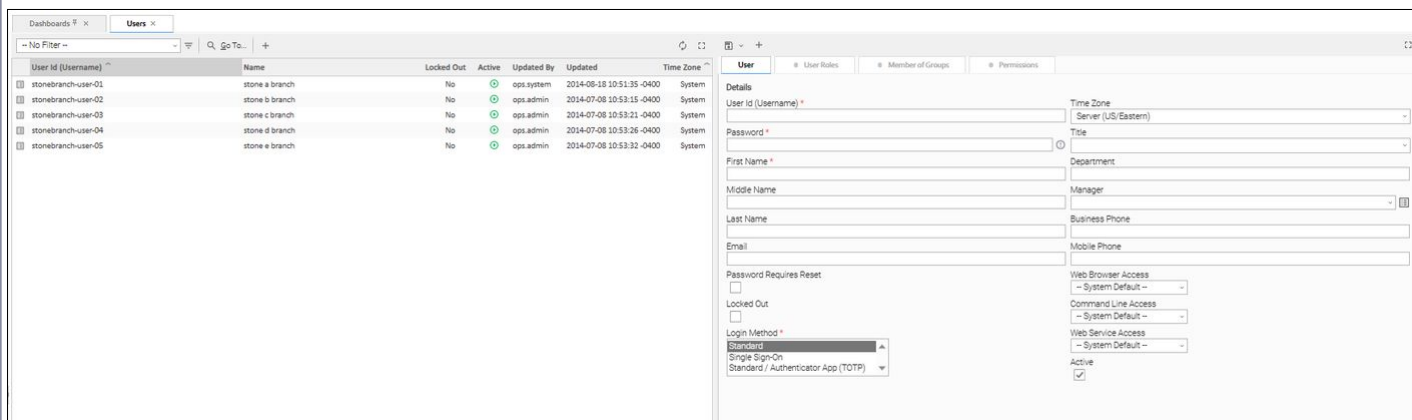 Dashboards ×
Users ×
-- No Filter --
Go To...
User Id (Username) Name Locked Out Active Updated By Updated Time Zone
stonebranch-user-01 stone a branch No ops.system 2014-08-18 10:51:35 -0400 System
stonebranch-user-02 stone b branch No ops.admin 2014-07-08 10:53:15 -0400 System
stonebranch-user-03 stone c branch No ops.admin 2014-07-08 10:53:21 -0400 System
stonebranch-user-04 stone d branch No ops.admin 2014-07-08 10:53:26 -0400 System
stonebranch-user-05 stone e branch No ops.admin 2014-07-08 10:53:32 -0400 System
User User Roles Member of Groups Permissions
Details
User Id (Username) * Time Zone
Server (US/Eastern)
Password * Title
First Name * Department
Middle Name Manager
Last Name Business Phone
Email Mobile Phone
Password Requires Reset Web Browser Access
-- System Default --
Locked Out Command Line Access
-- System Default --
Login Method * Web Service Access
Standard -- System Default --
Single Sign-On Active
Standard / Authenticator App (TOTP)